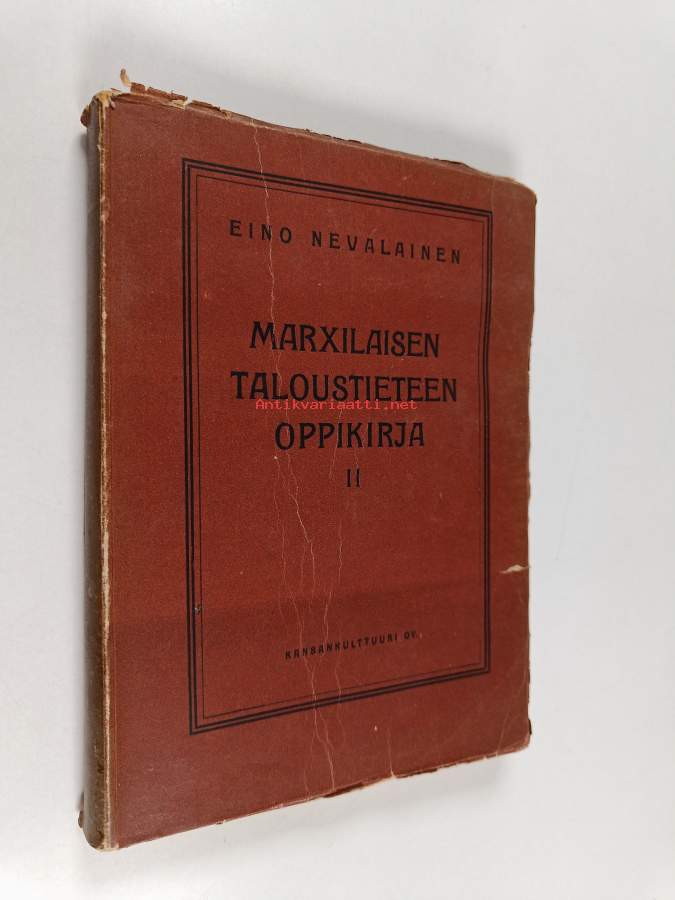 EINO NEVALAINEN
MARXILAISEN
TALOUSTIETEEN
Antikvariaatti.net
OPPIKIRJA
II
KANSANKULTTUURI OY.